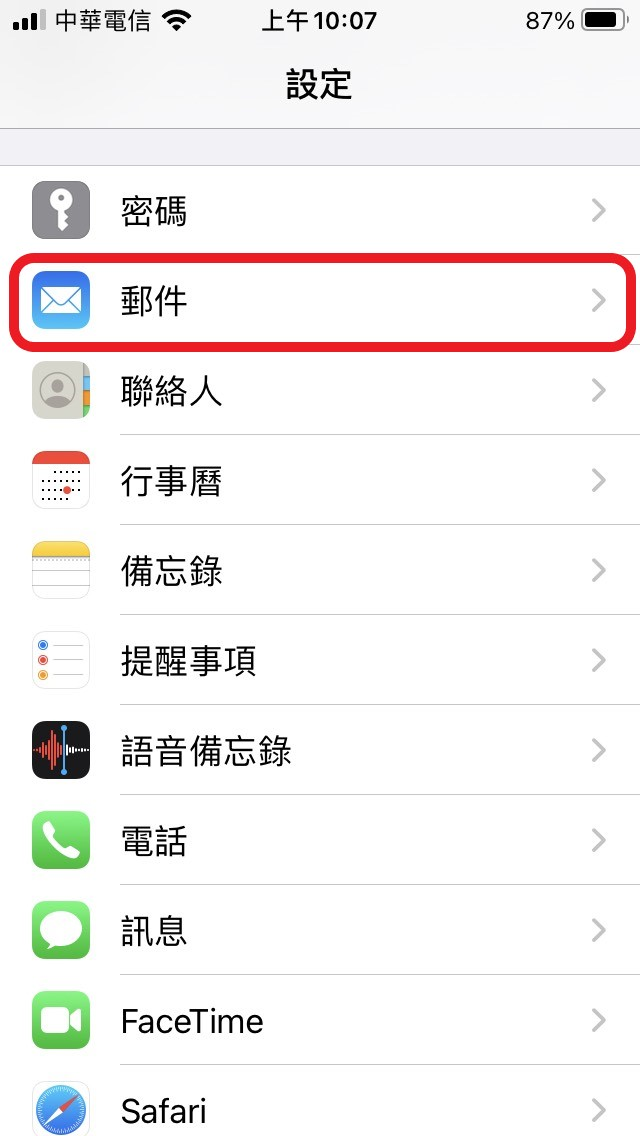 中華電信 上午10:07 87%
設定
密碼
郵件
聯絡人
行事曆
備忘錄
提醒事項
語音備忘錄
電話
訊息
FaceTime
Safari